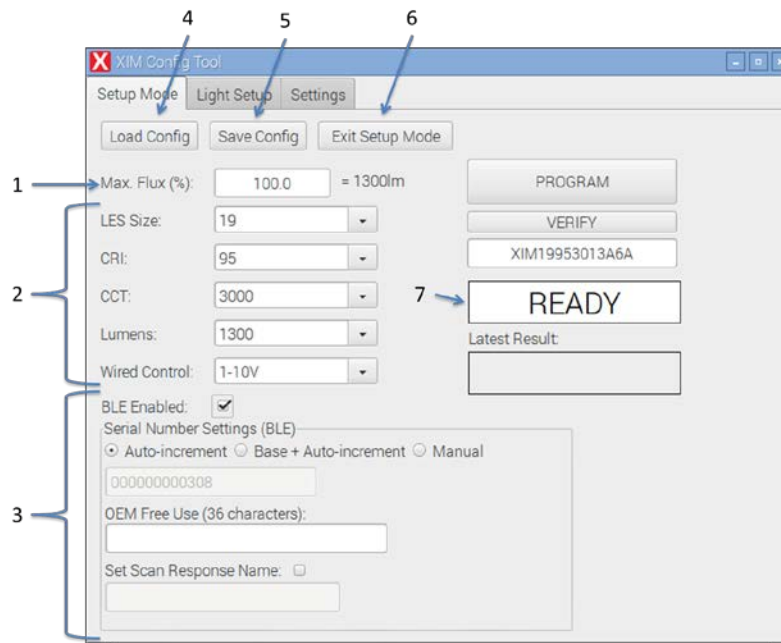 4 5 6
X XIM Config Tool
Setup Mode Light Setup Settings
Load Config Save Config Exit Setup Mode
1 Max. Flux (%): 100.0 = 1300lm PROGRAM
LES Size: 19 VERIFY
CRI: 95 XIM19953013A6A
2 CCT: 3000 7 READY
Lumens: 1300 Latest Result:
Wired Control: 1-10V
BLE Enabled:
Serial Number Settings (BLE)
Auto-increment Base + Auto-increment Manual
000000000308
3 OEM Free Use (36 characters):
Set Scan Response Name: